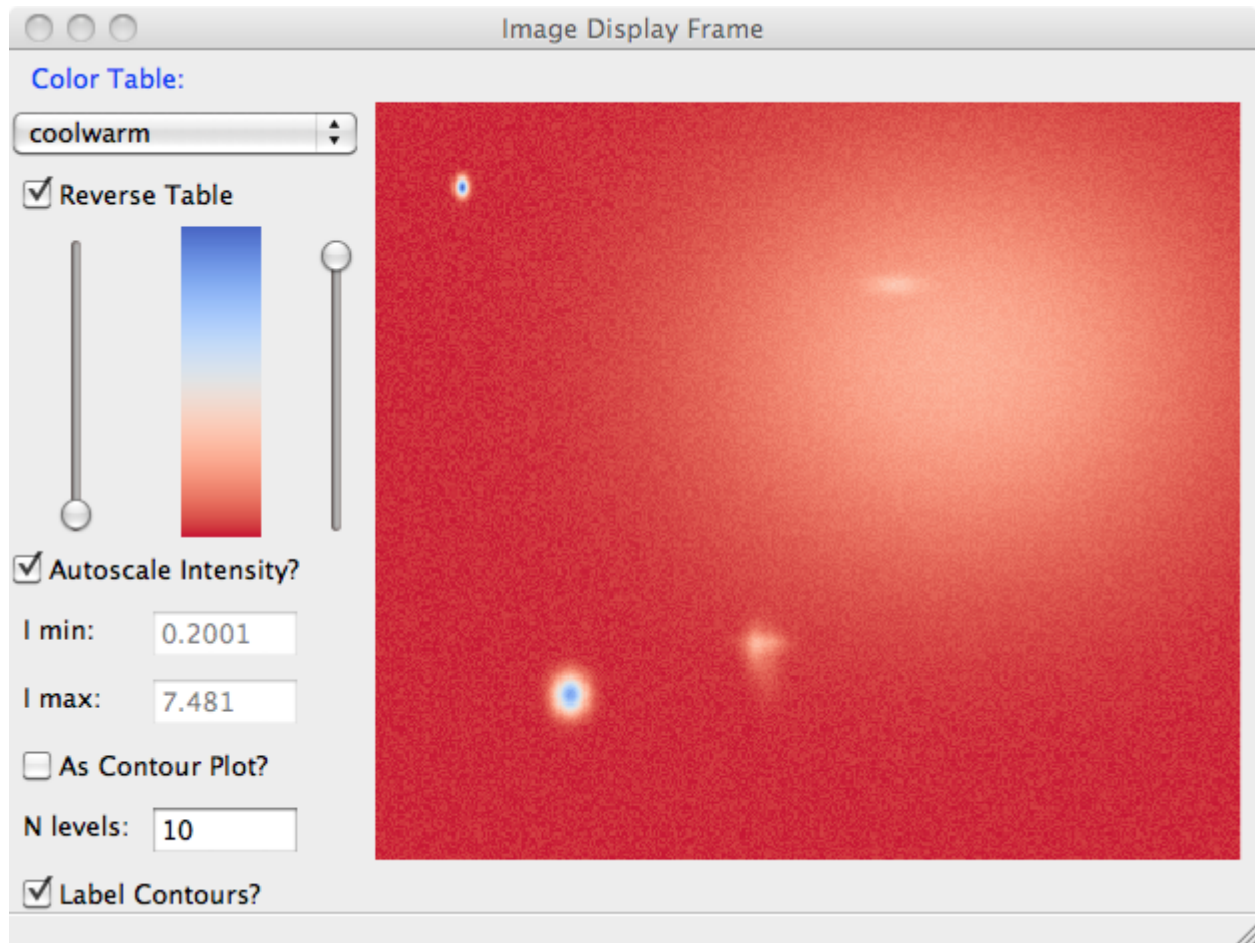 Image Display Frame
Color Table:
coolwarm
Reverse Table
Autoscale Intensity?
I min: 0.2001
I max: 7.481
As Contour Plot?
N levels: 10
Label Contours?